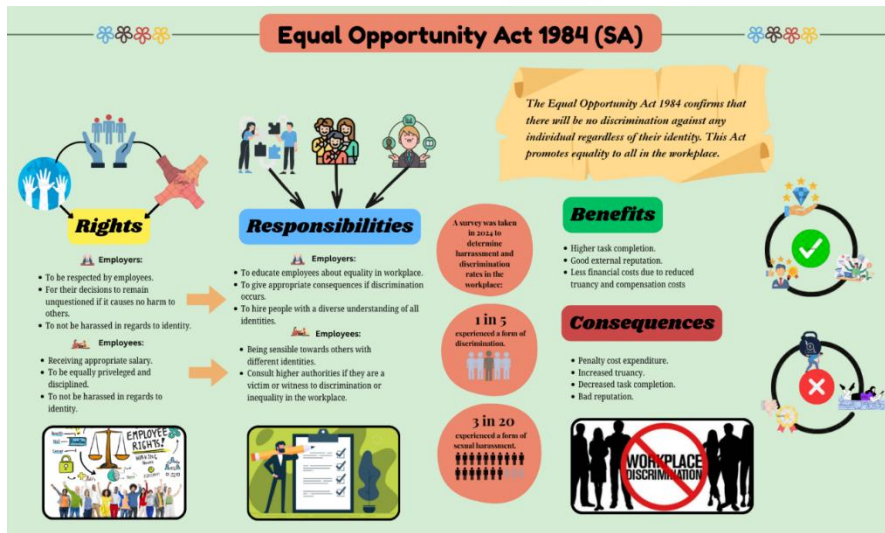 Equal Opportunity Act 1984 (SA)
The Equal Opportunity Act 1984 confirms that
there will be no discrimination against any
individual regardless of their identity. This Act
promotes equality to all in the workplace.
Rights
Employers:
To be respected by employees.
For their decisions to remain
unquestioned if it causes no harm to
others.
To not be harassed in regards to identity.
Employees:
Receiving appropriate salary.
To be equally priveleged and
disciplined.
To not be harassed in regards to
identity.
EMPLOYEE
RIGHTS!
Responsibilities
Employers:
To educate employees about equality in workplace.
To give appropriate consequences if discrimination
occurs.
To hire people with a diverse understanding of all
identities.
Employees:
Being sensible towards others with
different identities.
Consult higher authorities if they are a
victim or witness to discrimination or
inequality in the workplace.
A survey was taken
in 2024 to
determine
harrassment and
discrimination
rates in the
workplace:
1 in 5
experienced a form of
discrimination.
3 in 20
experienced a form of
sexual harassment.
Benefits
Higher task completion.
Good external reputation.
Less financial costs due to reduced
truancy and compensation costs
Consequences
Penalty cost expenditure.
Increased truancy.
Decreased task completion.
Bad reputation.
WORKPLACE
DISCRIMINATION